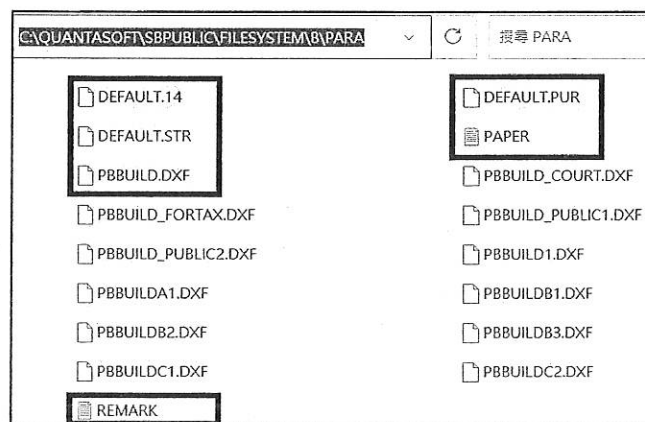 C:\QUANTASOFT\SBPUBLIC\FILESYSTEM\B\PARA 搜尋 PARA
DEFAULT.14 DEFAULT.PUR
DEFAULT.STR PAPER
PBBUILD.DXF PBBUILD_COURT.DXF
PBBUILD_FORTAX.DXF PBBUILD_PUBLIC1.DXF
PBBUILD_PUBLIC2.DXF PBBUILD1.DXF
PBBUILDA1.DXF PBBUILDB1.DXF
PBBUILDB2.DXF PBBUILDB3.DXF
PBBUILDC1.DXF PBBUILDC2.DXF
REMARK